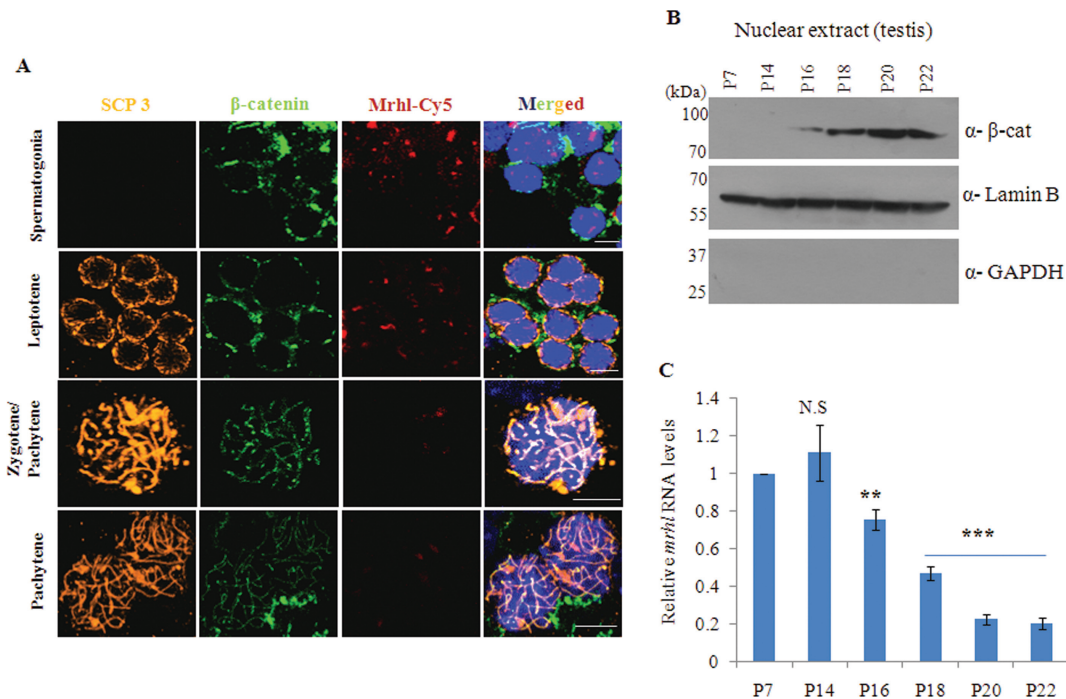 A
SCP 3 β-catenin Mrhl-Cy5 Merged
Spermatogonia
Leptotene
Zygotene/
Pachytene
Pachytene
B
Nuclear extract (testis)
P7 P14 P16 P18 P20 P22
(kDa)
100
70
α- β-cat
70
55
α- Lamin B
37
25
α- GAPDH
C
Relative mrhl RNA levels
1.4
1.2
1
0.8
0.6
0.4
0.2
0
N.S
**
***
P7 P14 P16 P18 P20 P22